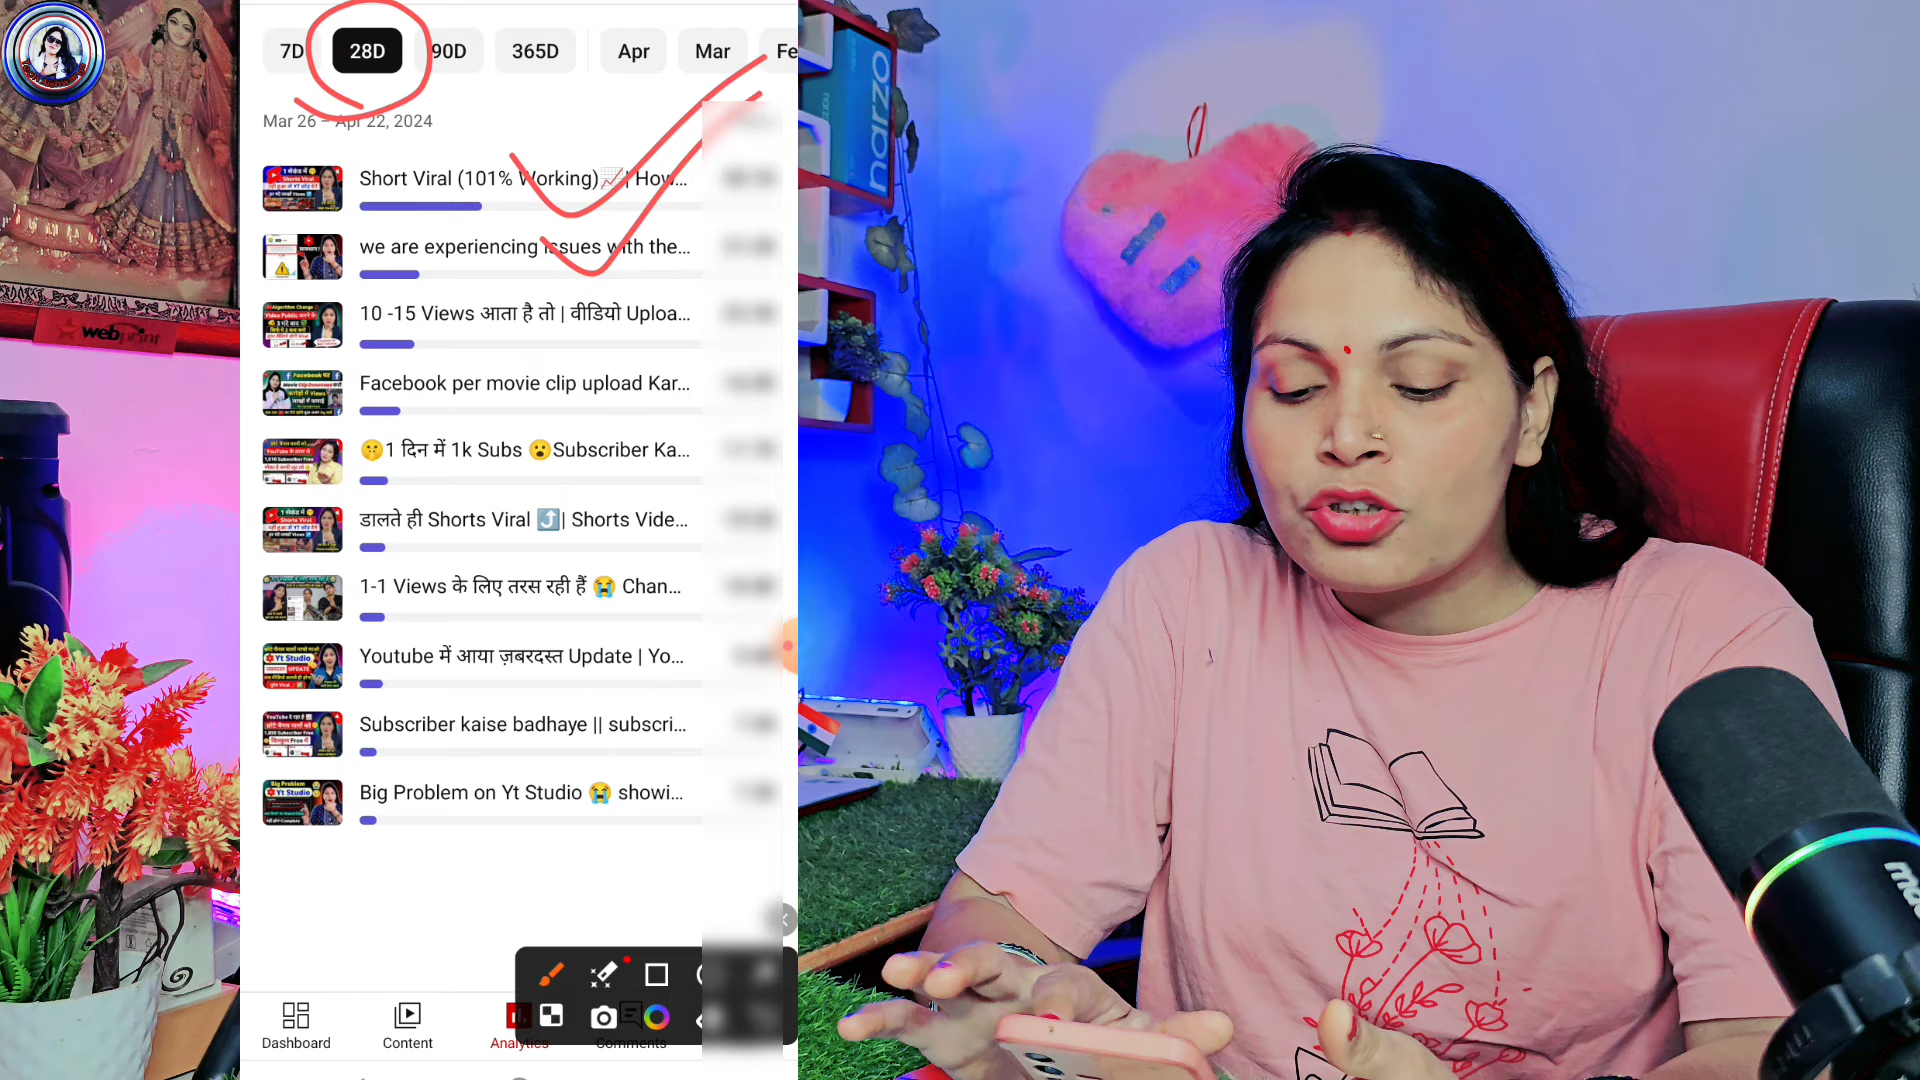 7D
28D
90D
365D
Apr
Mar
Fe
Mar 26 – Apr 22, 2024
Short Viral (101% Working)📈| How...
we are experiencing issues with the...
10 -15 Views आता है तो | वीडियो Uploa...
Facebook per movie clip upload Kar...
🤫1 दिन में 1k Subs 😮Subscriber Ka...
डालते ही Shorts Viral ⤴️| Shorts Vide...
1-1 Views के लिए तरस रही हैं 😭 Chan...
Youtube में आया ज़बरदस्त Update | Yo...
Subscriber kaise badhaye || subscri...
Big Problem on Yt Studio 😭 showi...
Dashboard
Content
Analytics
Comments
webprint
narzo